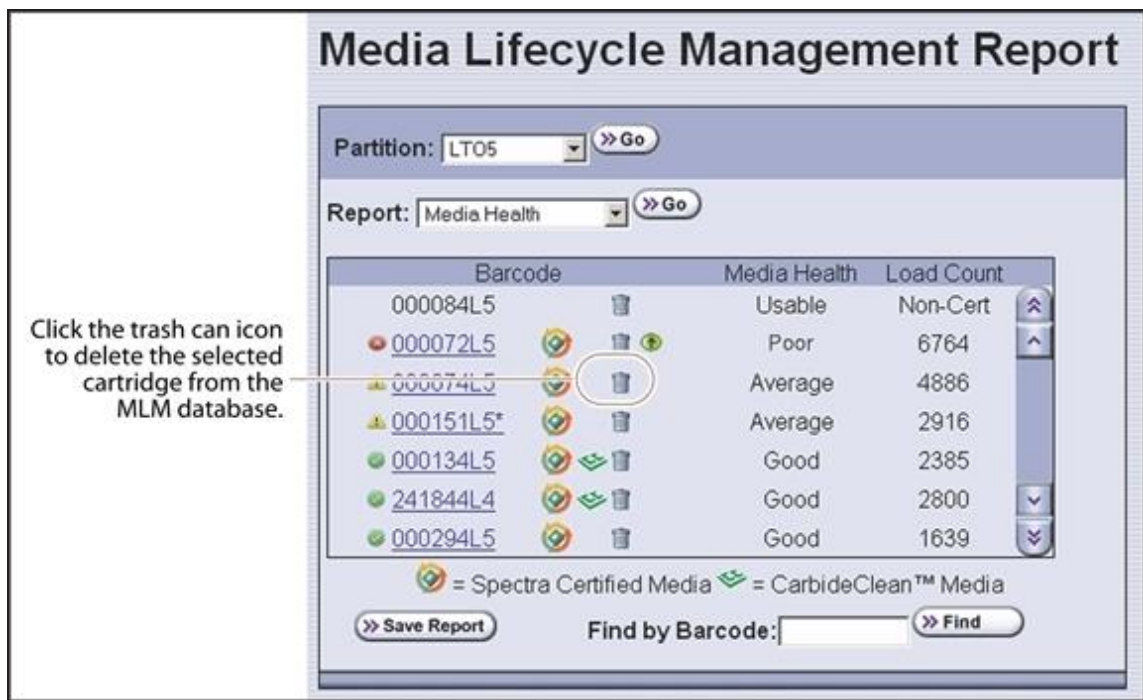 Media Lifecycle Management Report
Partition: LTO5 Go
Report: Media Health Go
Barcode Media Health Load Count
000084L5 Usable Non-Cert
000072L5 Poor 6764
000074L5 Average 4886
000151L5* Average 2916
000134L5 Good 2385
241844L4 Good 2800
000294L5 Good 1639
= Spectra Certified Media = CarbideClean™ Media
Save Report Find by Barcode: Find
Click the trash can icon
to delete the selected
cartridge from the
MLM database.